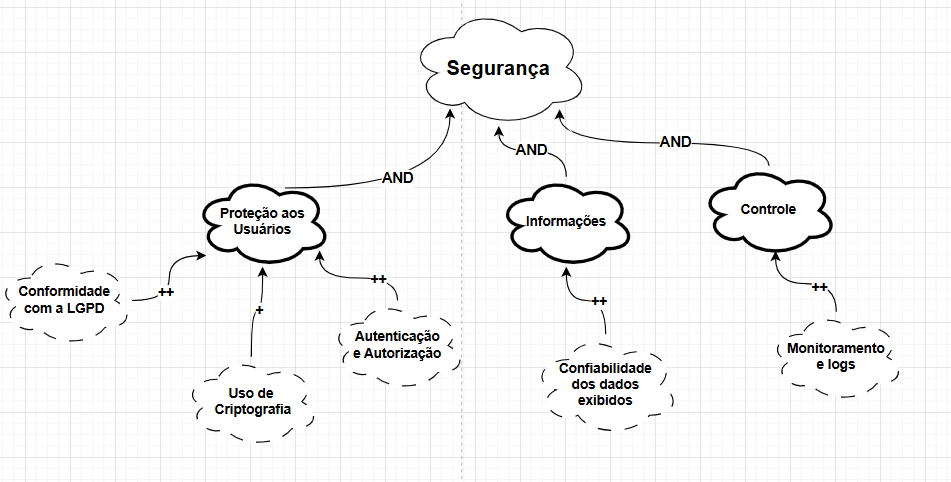 Segurança
AND
AND
AND
Proteção aos
Usuários
Informações
Controle
Conformidade
com a LGPD
++
+
++
++
++
Autenticação
e Autorização
Uso de
Criptografia
Confiabilidade
dos dados
exibidos
Monitoramento
e logs